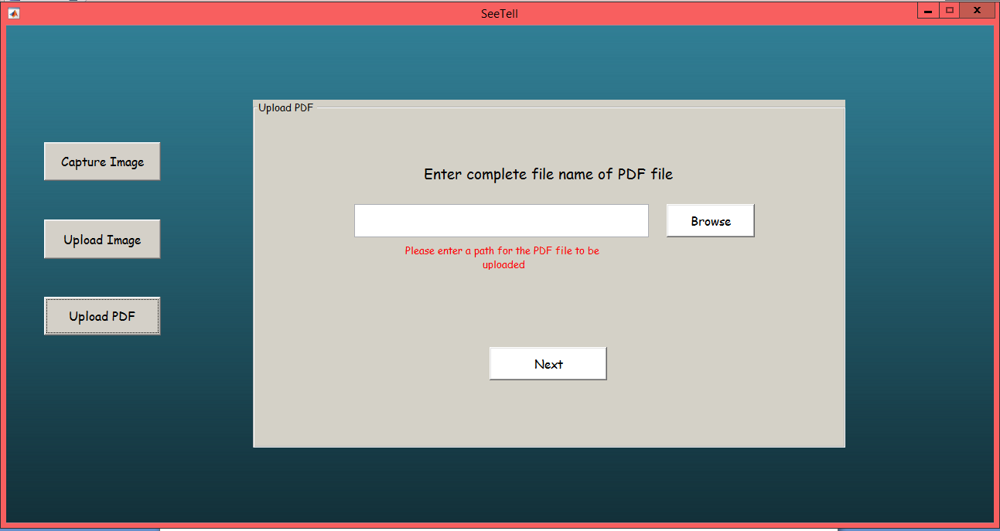 SeeTell
Capture Image
Upload Image
Upload PDF
Upload PDF
Enter complete file name of PDF file
Browse
Please enter a path for the PDF file to be
uploaded
Next